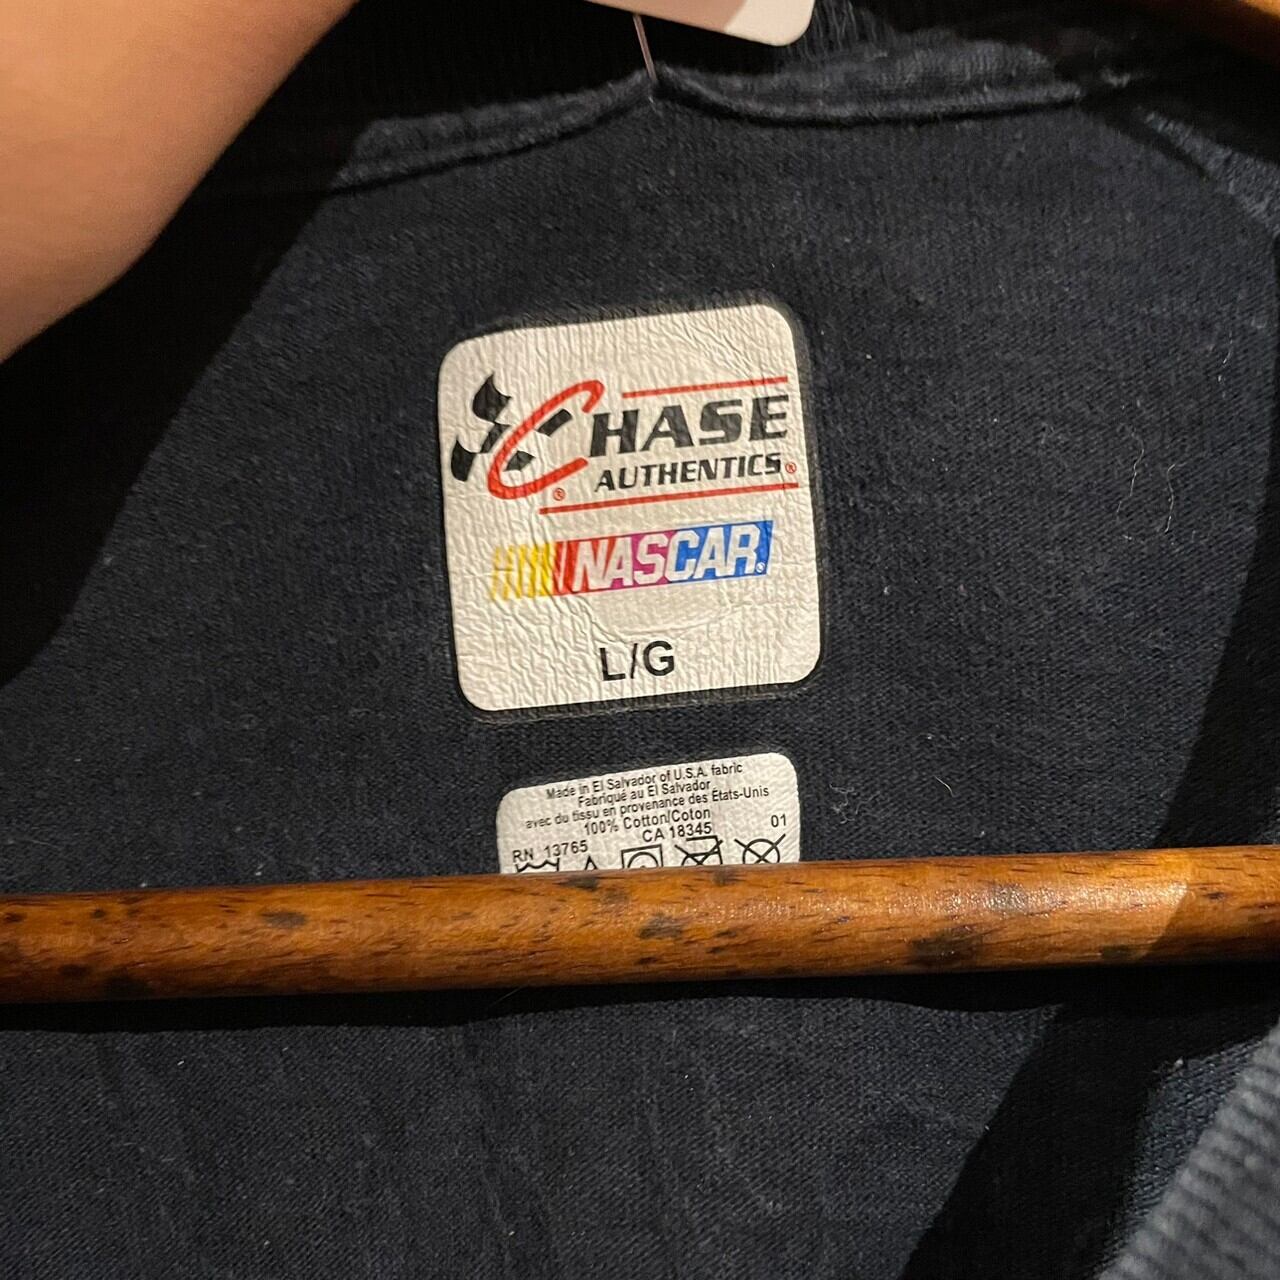 CHASE
AUTHENTICS®
®
NASCAR®
L/G
Made in El Salvador of U.S.A. fabric
Fabriqué au El Salvador
avec du tissu en provenance des États-Unis
100% Cotton/Coton
RN 13765 CA 18345 01